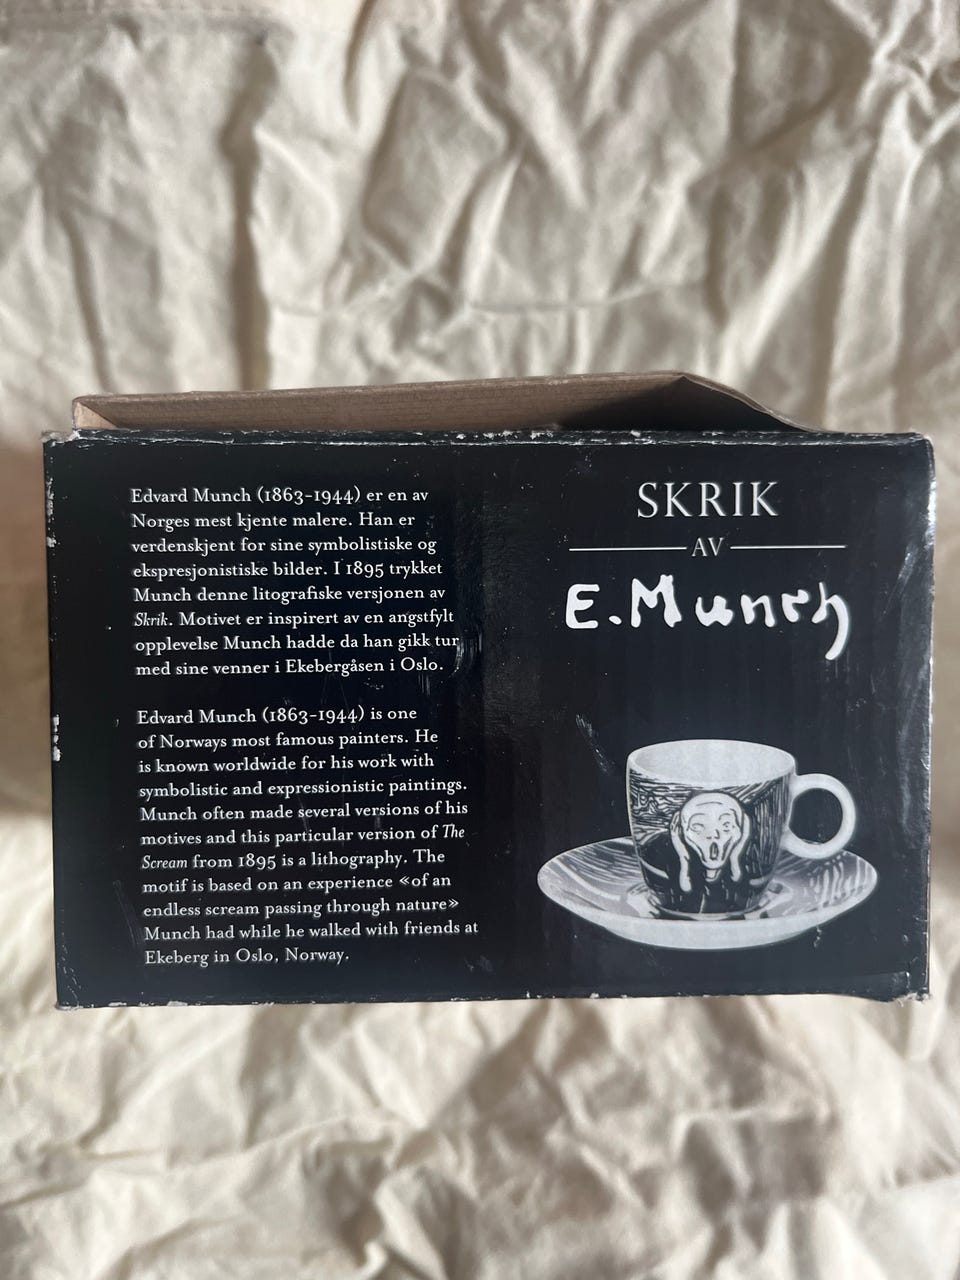 Edvard Munch (1863-1944) er en av
Norges mest kjente malere. Han er
verdenskjent for sine symbolistiske og
ekspresjonistiske bilder. I 1895 trykket
Munch denne litografiske versjonen av
Skrik. Motivet er inspirert av en angstfylt
opplevelse Munch hadde da han gikk tur
med sine venner i Ekebergåsen i Oslo.
Edvard Munch (1863-1944) is one
of Norways most famous painters. He
is known worldwide for his work with
symbolistic and expressionistic paintings.
Munch often made several versions of his
motives and this particular version of The
Scream from 1895 is a lithography. The
motif is based on an experience «of an
endless scream passing through nature»
Munch had while he walked with friends at
Ekeberg in Oslo, Norway.
SKRIK
AV
E. Munch